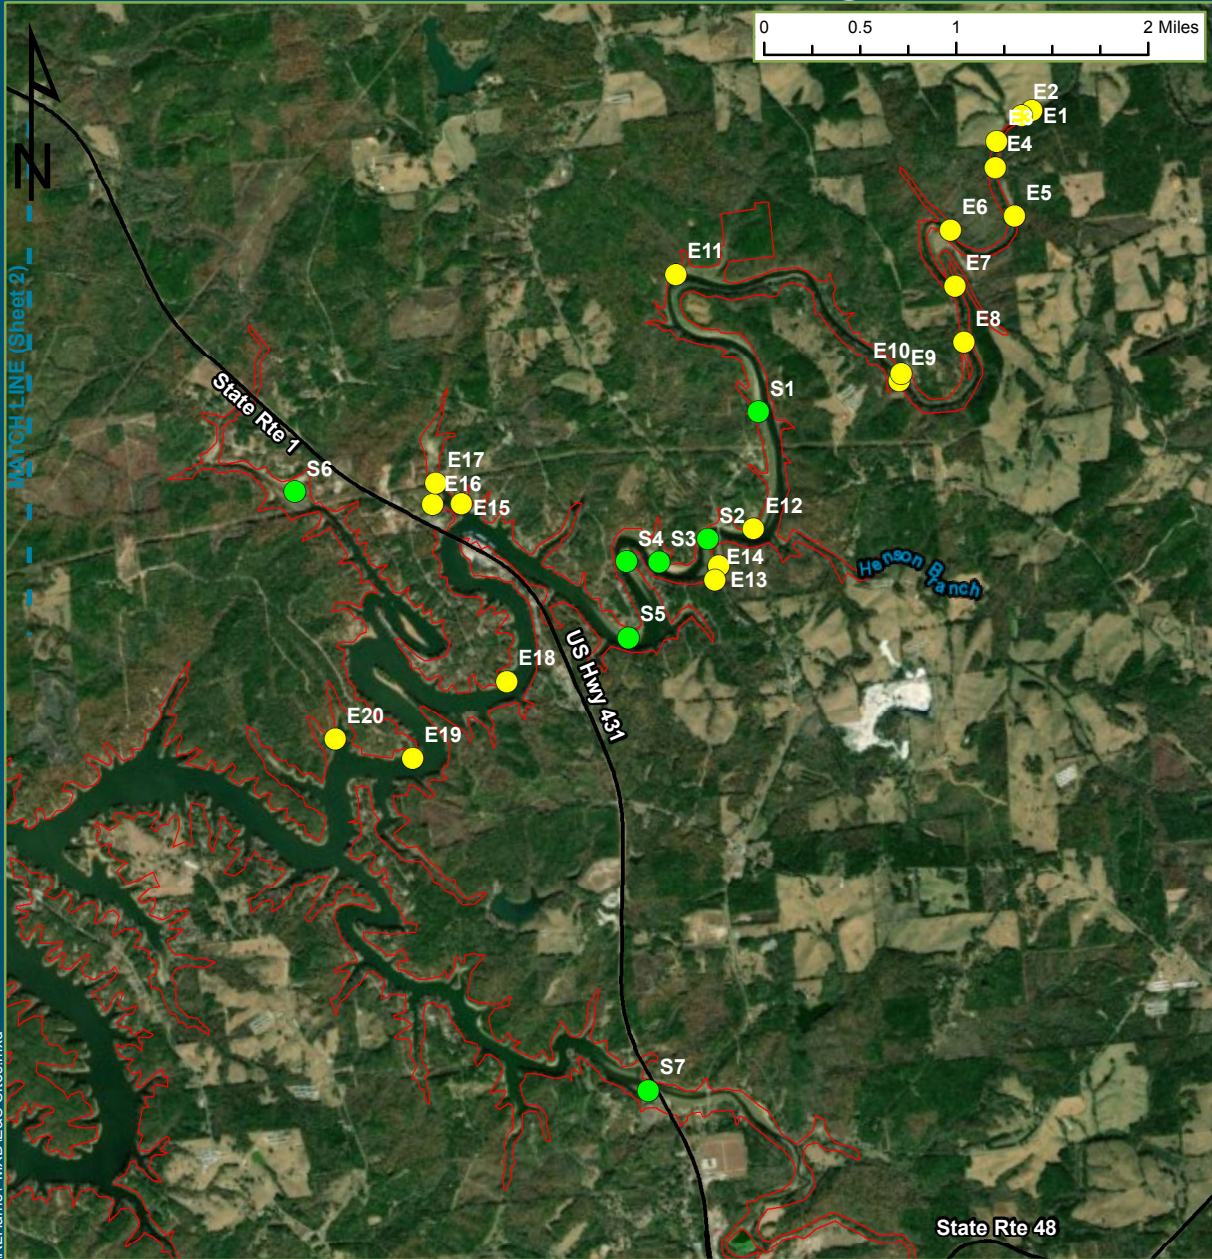 0 0.5 1 2 Miles
N
E2
E1
E3
E4
E5
E6
E7
E11
E8
E10
E9
State Rte 1
MATCH LINE (Sheet 2)
S1
E17
S6
E16
E15
S2
E12
S4
S3
E14
E13
Henson Branch
S5
US Hwy 431
E18
E20
E19
S7
State Rte 48